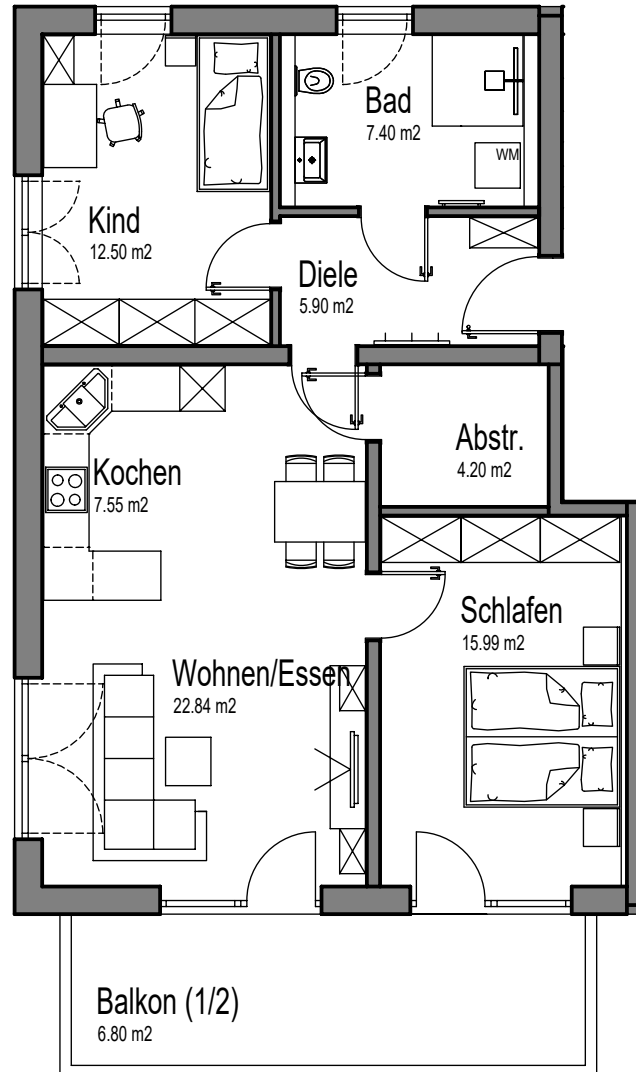 Bad
7.40 m2
WM
Kind
12.50 m2
Diele
5.90 m2
Abstr.
4.20 m2
Kochen
7.55 m2
Schlafen
15.99 m2
Wohnen/Essen
22.84 m2
Balkon (1/2)
6.80 m2